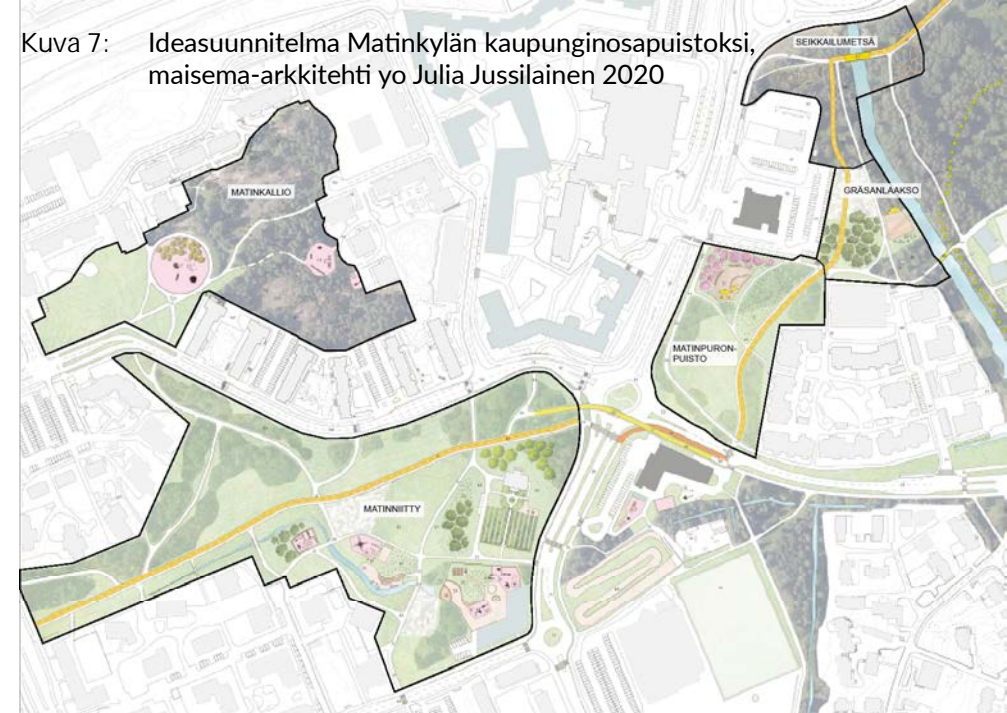 Kuva 7: Ideasuunnitelma Matinkylän kaupunginosapuistoksi,
maisema-arkkitehti yo Julia Jussilainen 2020
SEIKKAILUMETSÄ
MATINKALLIO
GRÄSANLAAKSO
MATINPURON-
PUISTO
MATINNIITTY